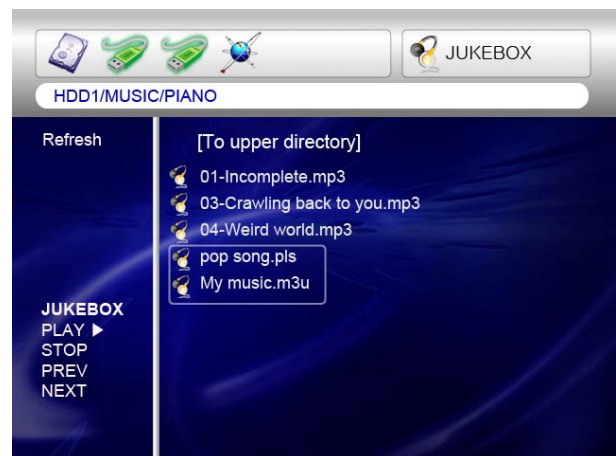 JUKEBOX
HDD1/MUSIC/PIANO
Refresh
[To upper directory]
01-Incomplete.mp3
03-Crawling back to you.mp3
04-Weird world.mp3
pop song.pls
My music.m3u
JUKEBOX
PLAY ▶
STOP
PREV
NEXT